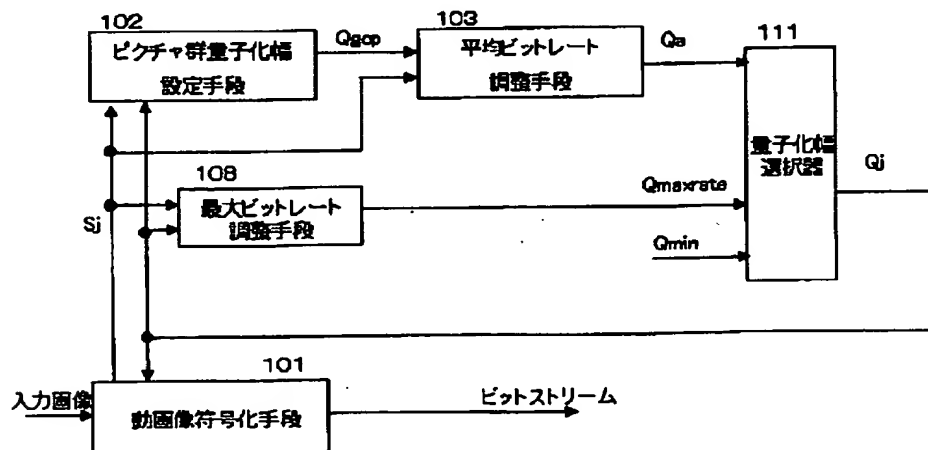 102
ピクチャ群量子化幅
設定手段
Qgop
103
平均ビットレート
調整手段
Qa
111
量子化幅
選択器
Qj
108
最大ビットレート
調整手段
Qmaxrate
Sj
Qmin
101
入力画像
動画像符号化手段
ビットストリーム